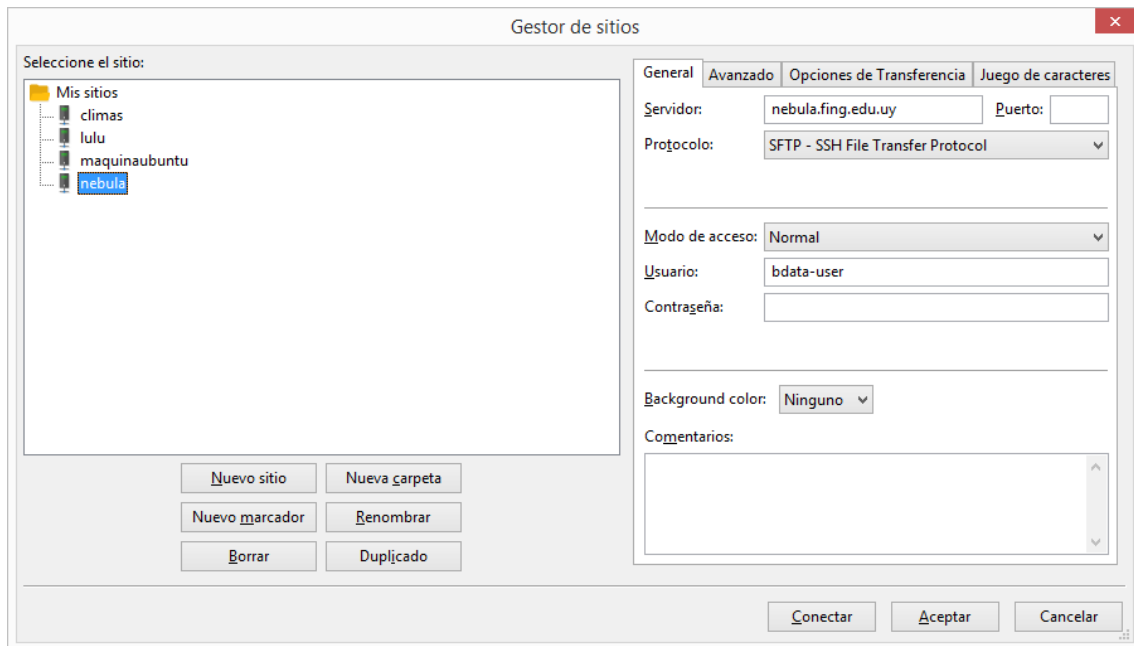 Gestor de sitios
Seleccione el sitio:
Mis sitios
climas
lulu
maquinaubuntu
nebula
Nuevo sitio Nueva carpeta
Nuevo marcador Renombrar
Borrar Duplicado
General Avanzado Opciones de Transferencia Juego de caracteres
Servidor: nebula.fing.edu.uy Puerto:
Protocolo: SFTP - SSH File Transfer Protocol
Modo de acceso: Normal
Usuario: bdata-user
Contraseña:
Background color: Ninguno
Comentarios:
Conectar Aceptar Cancelar